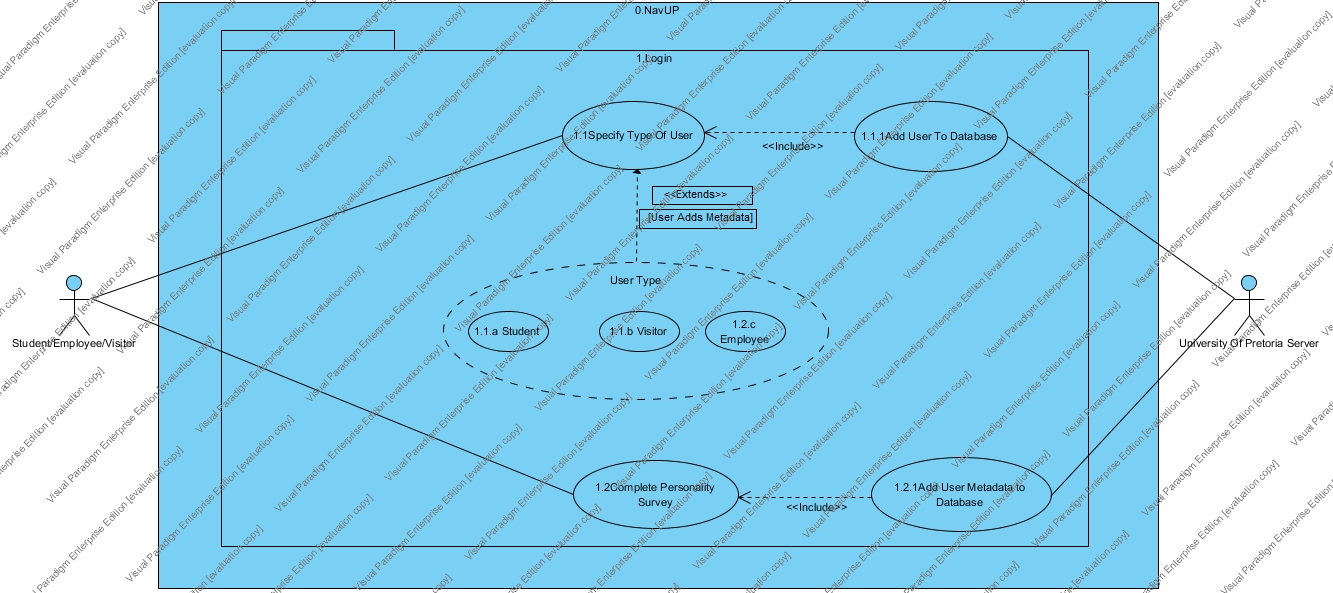 0.NavUP
1.Login
1.1Specify Type Of User
1.1.1Add User To Database
<<Include>>
<<Extends>>
[User Adds Metadata]
User Type
1.1.a Student
1.1.b Visitor
1.2.c
Employee
Student/Employee/Visitor
University Of Pretoria Server
1.2Complete Personality
Survey
1.2.1Add User Metadata to
Database
<<Include>>
Visual Paradigm Enterprise Edition [evaluation copy]